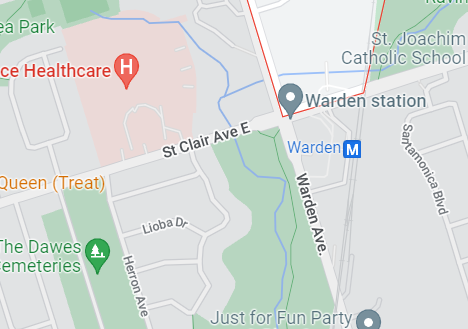 ea Park
St. Joachim
Catholic School
ce Healthcare
H
Warden station
St Clair Ave E
Warden M
Santamonica Blvd
Queen (Treat)
Warden Ave.
Lioba Dr
The Dawes
Cemeteries
Herron Ave
Just for Fun Party